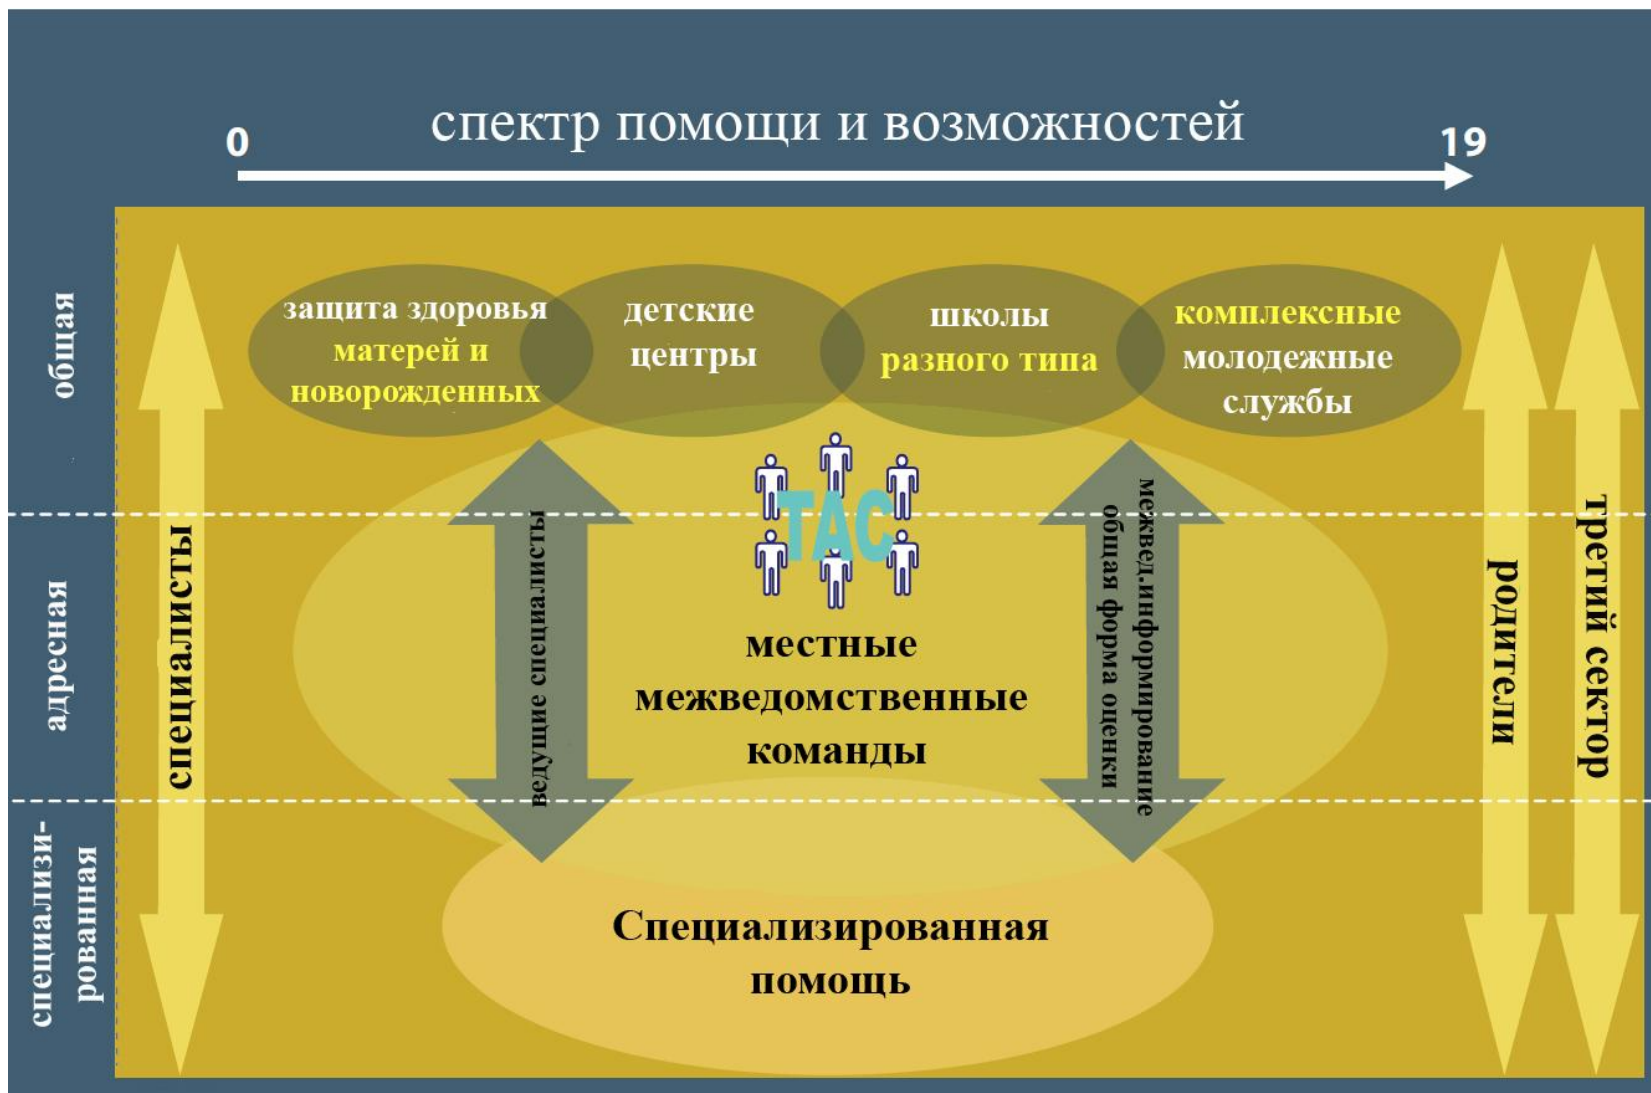 спектр помощи и возможностей
0
19
общая
адресная
специализи-
рованная
специалисты
защита здоровья
матерей и
новорожденных
детские
центры
школы
разного типа
комплексные
молодежные
службы
ведущие специалисты
TAC
местные
межведомственные
команды
межвед.информирование
общая форма оценки
Специализированная
помощь
родители
третий сектор